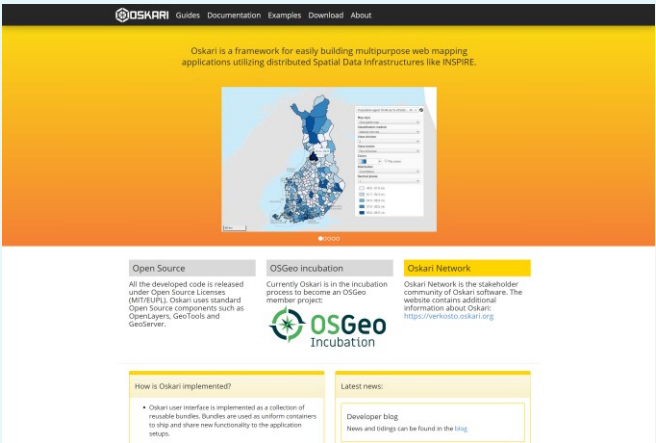 OSKARI Guides Documentation Examples Download About
Oskari is a framework for easily building multipurpose web mapping
applications utilizing distributed Spatial Data Infrastructures like INSPIRE.
Open Source
All the developed code is released
under Open Source Licenses
(MIT/EUPL). Oskari uses standard
Open Source components such as
OpenLayers, GeoTools and
GeoServer.
OSGeo incubation
Currently Oskari is in the incubation
process to become an OSGeo
member project:
OSGeo
Incubation
Oskari Network
Oskari Network is the stakeholder
community of Oskari software. The
website contains additional
information about Oskari:
https://verkosto.oskari.org
How is Oskari implemented?
• Oskari user interface is implemented as a collection of
reusable bundles. Bundles are used as uniform containers
to ship and share new functionality to the application
setups.
Latest news:
Developer blog
News and tidings can be found in the blog